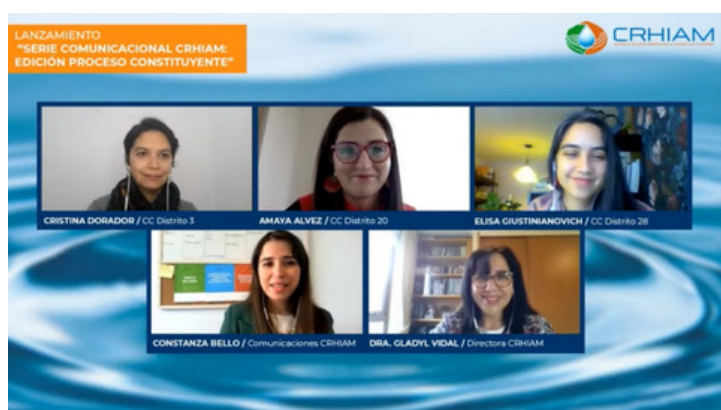 LANZAMIENTO
"SERIE COMUNICACIONAL CRHIAM:
EDICIÓN PROCESO CONSTITUYENTE"
CRHIAM
CRISTINA DORADOR / CC Distrito 3
AMAYA ALVEZ / CC Distrito 20
ELISA GIUSTINIANOVICH / CC Distrito 28
CONSTANZA BELLO / Comunicaciones CRHIAM
DRA. GLADYL VIDAL / Directora CRHIAM